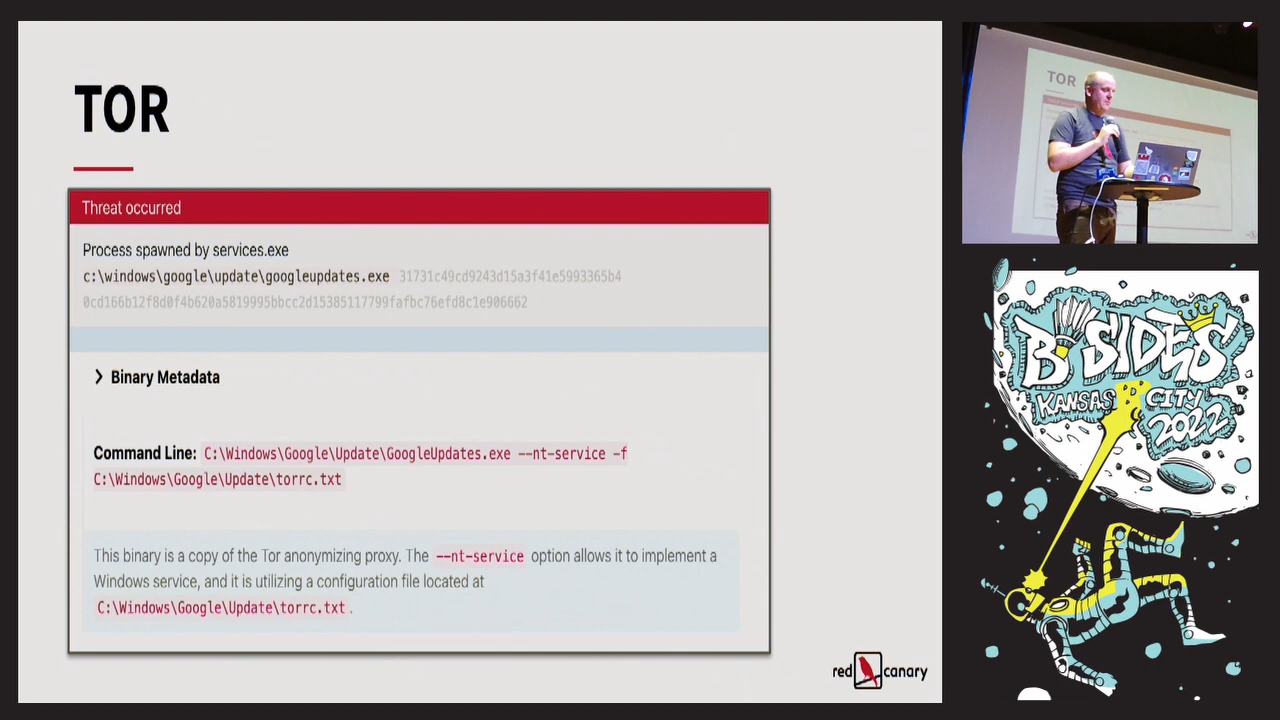 TOR
Threat occurred
Process spawned by services.exe
c:\windows\google\update\googleupdates.exe 31731c49cd9243d15a3f41e5993365b4
0cd166b12f8d0f4b620a5819995bbcc2d15385117799fafbc76efd8c1e906662
Binary Metadata
Command Line: C:\Windows\Google\Update\GoogleUpdates.exe --nt-service -f
C:\Windows\Google\Update\torrc.txt
This binary is a copy of the Tor anonymizing proxy. The --nt-service option allows it to implement a
Windows service, and it is utilizing a configuration file located at
C:\Windows\Google\Update\torrc.txt .
red canary
TOR
B SIDES
KANSAS CITY
2022